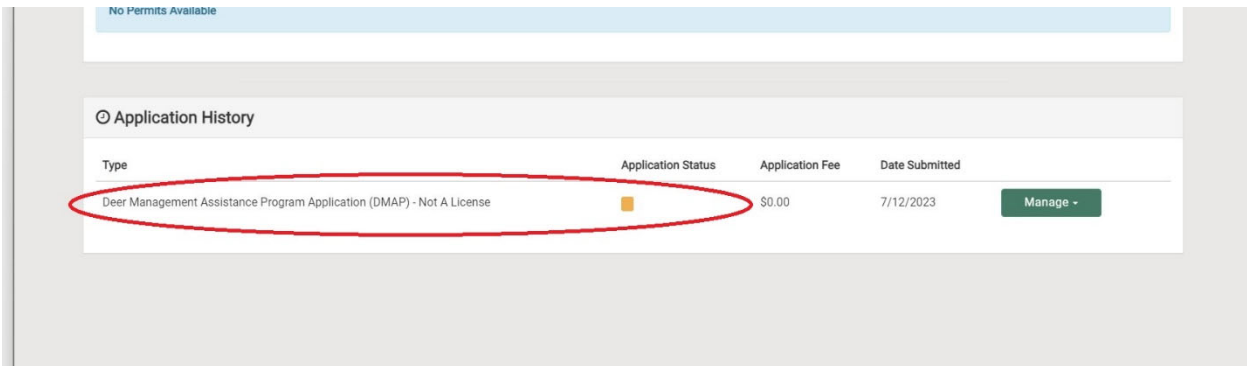 No Permits Available
Application History
Type Application Status Application Fee Date Submitted
Deer Management Assistance Program Application (DMAP) - Not A License $0.00 7/12/2023 Manage